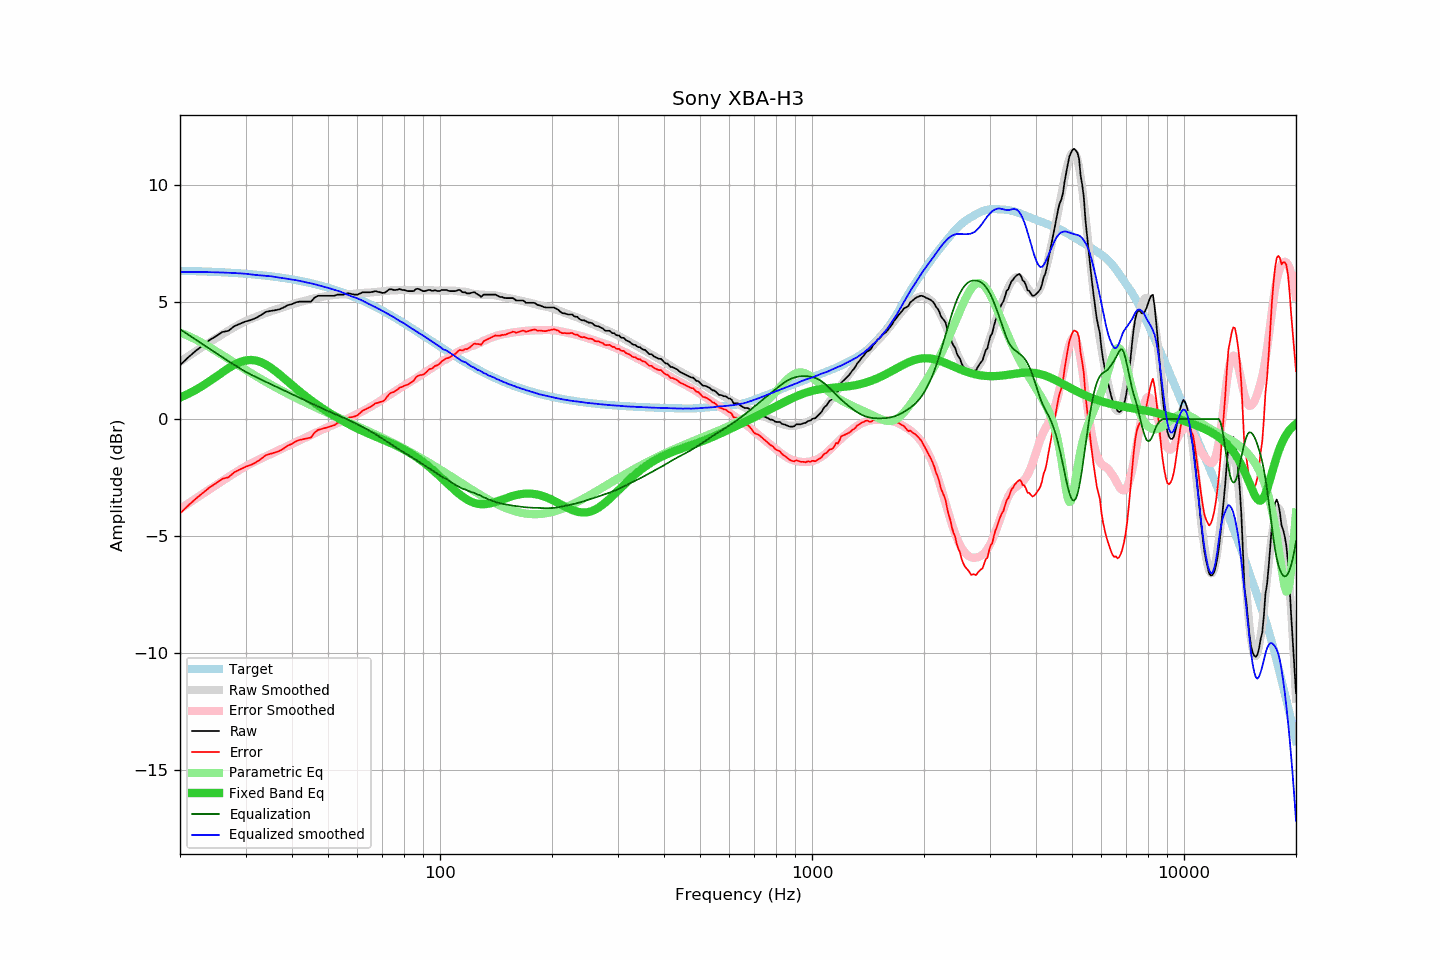 Sony XBA-H3
Amplitude (dBr)
10
5
0
−5
−10
−15
Target
Raw Smoothed
Error Smoothed
Raw
Error
Parametric Eq
Fixed Band Eq
Equalization
Equalized smoothed
100
1000
10000
Frequency (Hz)